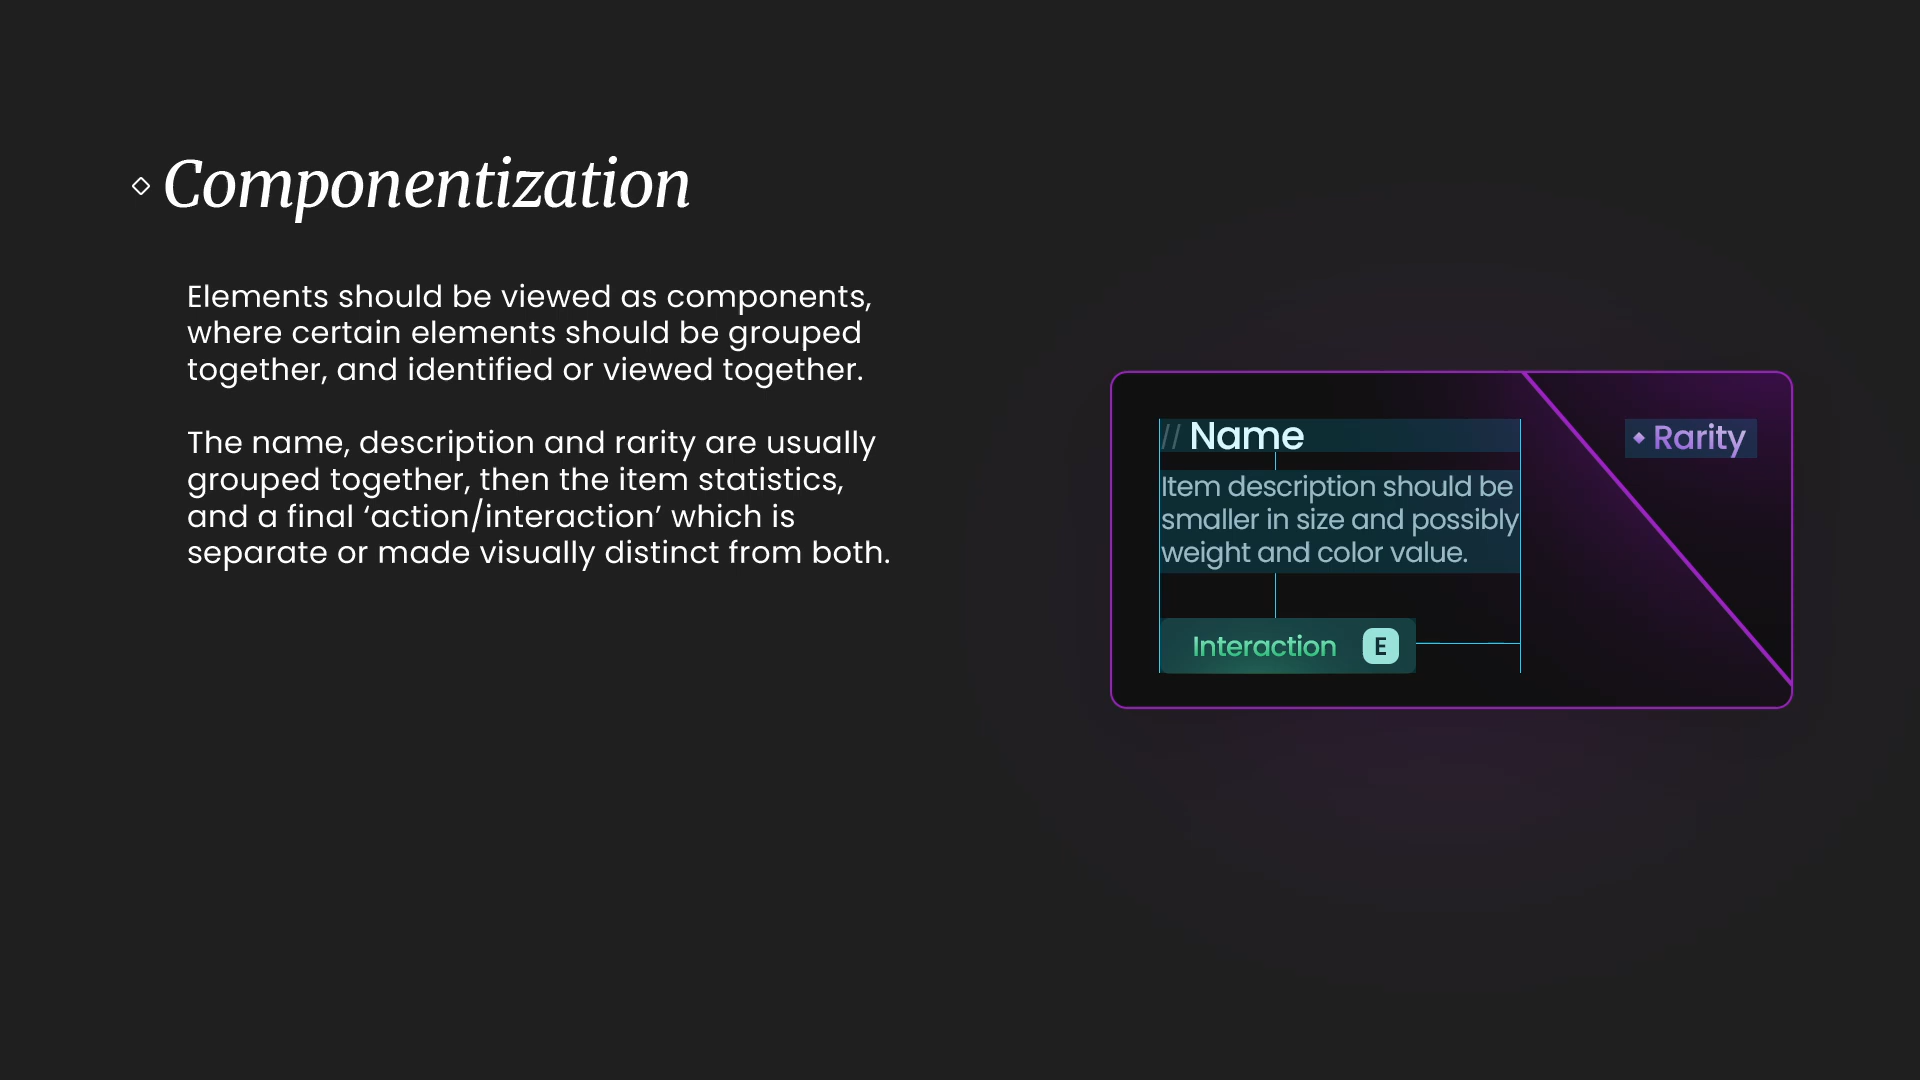 Componentization
Elements should be viewed as components,
where certain elements should be grouped
together, and identified or viewed together.
The name, description and rarity are usually
grouped together, then the item statistics,
and a final ‘action/interaction’ which is
separate or made visually distinct from both.
// Name
Rarity
Item description should be
smaller in size and possibly
weight and color value.
Interaction E